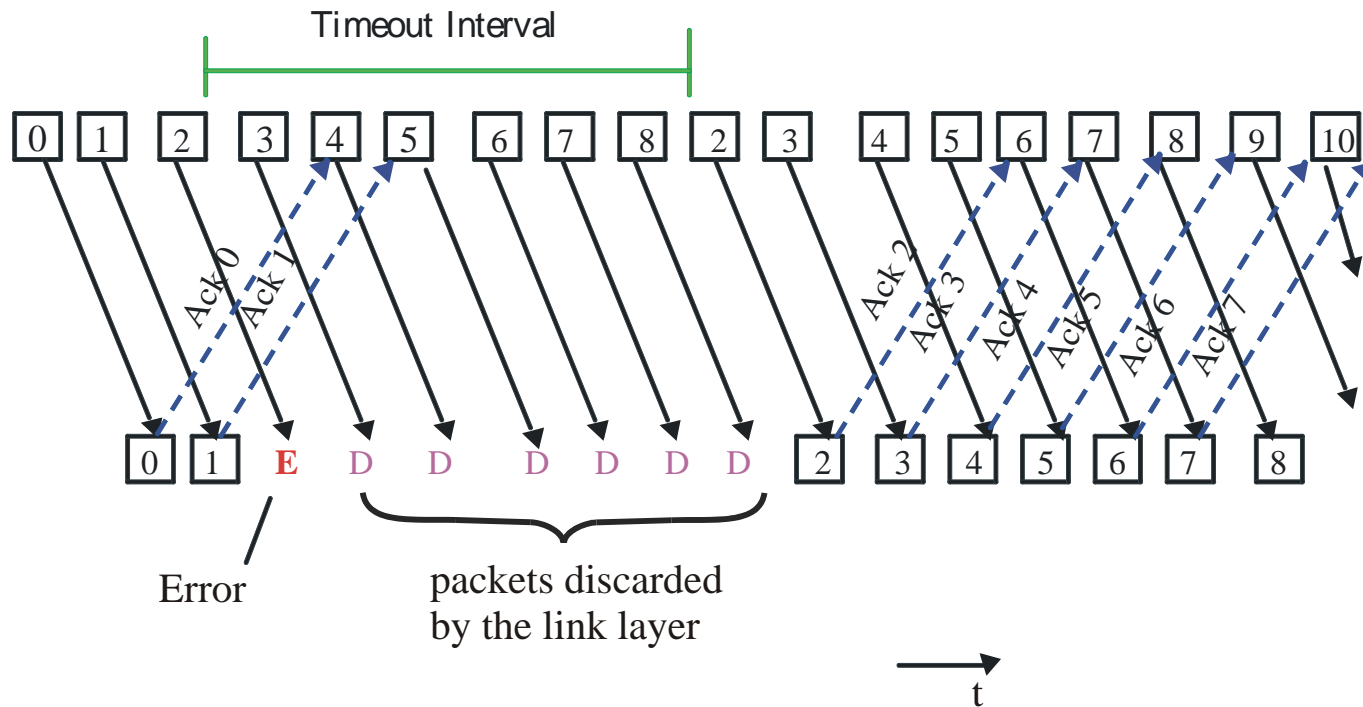 Timeout Interval
0 1 2 3 4 5 6 7 8 2 3 4 5 6 7 8 9 10
Ack 0 Ack 1 Ack 2 Ack 3 Ack 4 Ack 5 Ack 6 Ack 7
0 1 E D D D D D D 2 3 4 5 6 7 8
Error
packets discarded
by the link layer
t